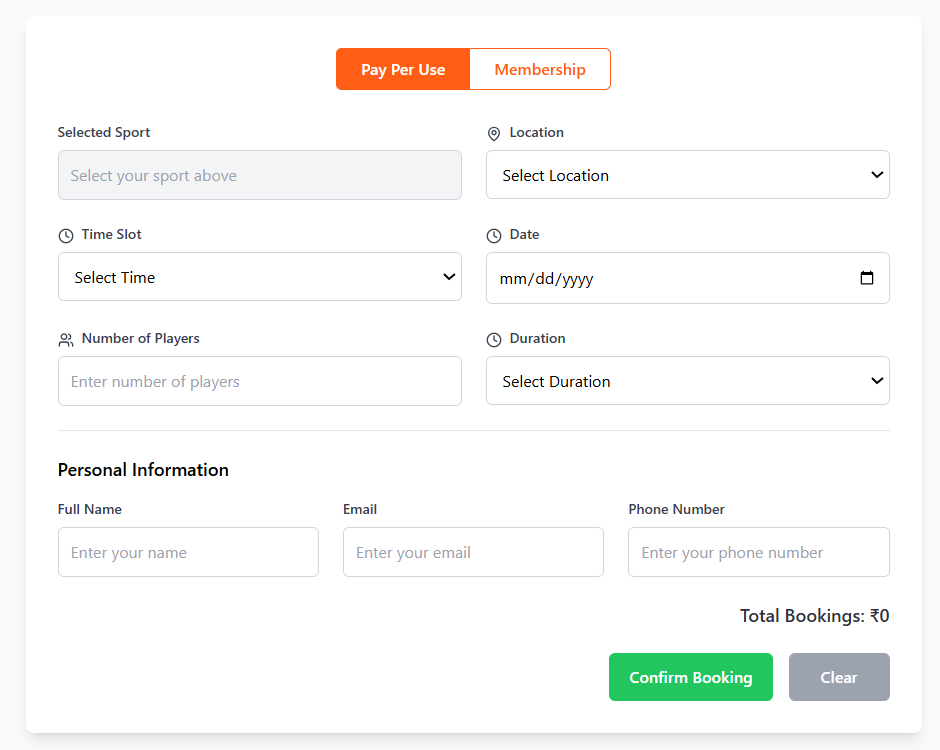 Pay Per Use Membership
Selected Sport Location
Select your sport above Select Location
Time Slot Date
Select Time mm/dd/yyyy
Number of Players Duration
Enter number of players Select Duration
Personal Information
Full Name Email Phone Number
Enter your name Enter your email Enter your phone number
Total Bookings: ₹0
Confirm Booking Clear